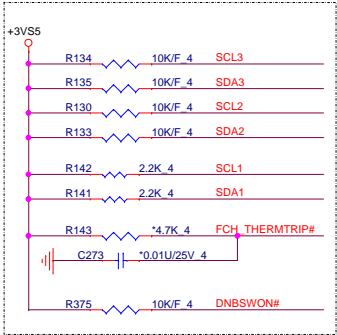 +3VS5
R134 10K/F_4 SCL3
R135 10K/F_4 SDA3
R130 10K/F_4 SCL2
R133 10K/F_4 SDA2
R142 2.2K_4 SCL1
R141 2.2K_4 SDA1
R143 *4.7K_4 FCH_THERMTRIP#
C273 *0.01U/25V_4
R375 10K/F_4 DNBSWON#